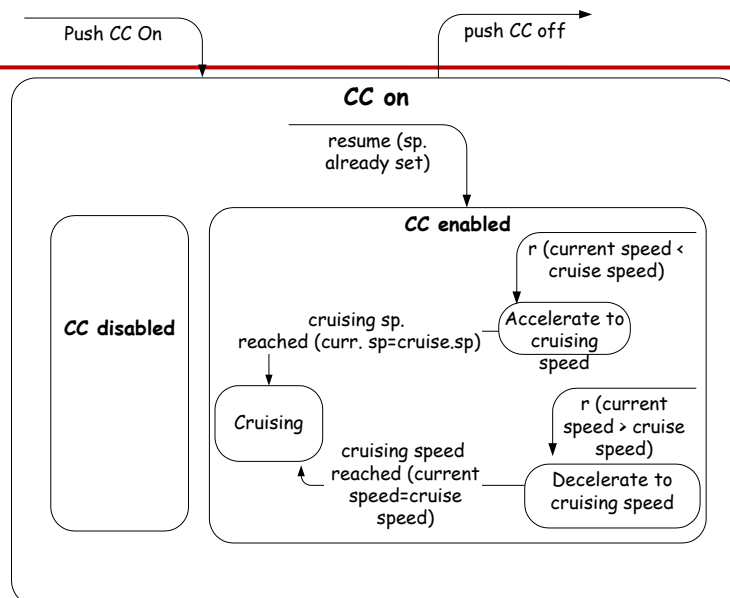 Push CC On
push CC off
CC on
resume (sp.
already set)
CC enabled
r (current speed <
cruise speed)
CC disabled
cruising sp.
reached (curr. sp=cruise.sp)
Accelerate to
cruising
speed
r (current
speed > cruise
speed)
Cruising
cruising speed
reached (current
speed=cruise
speed)
Decelerate to
cruising speed